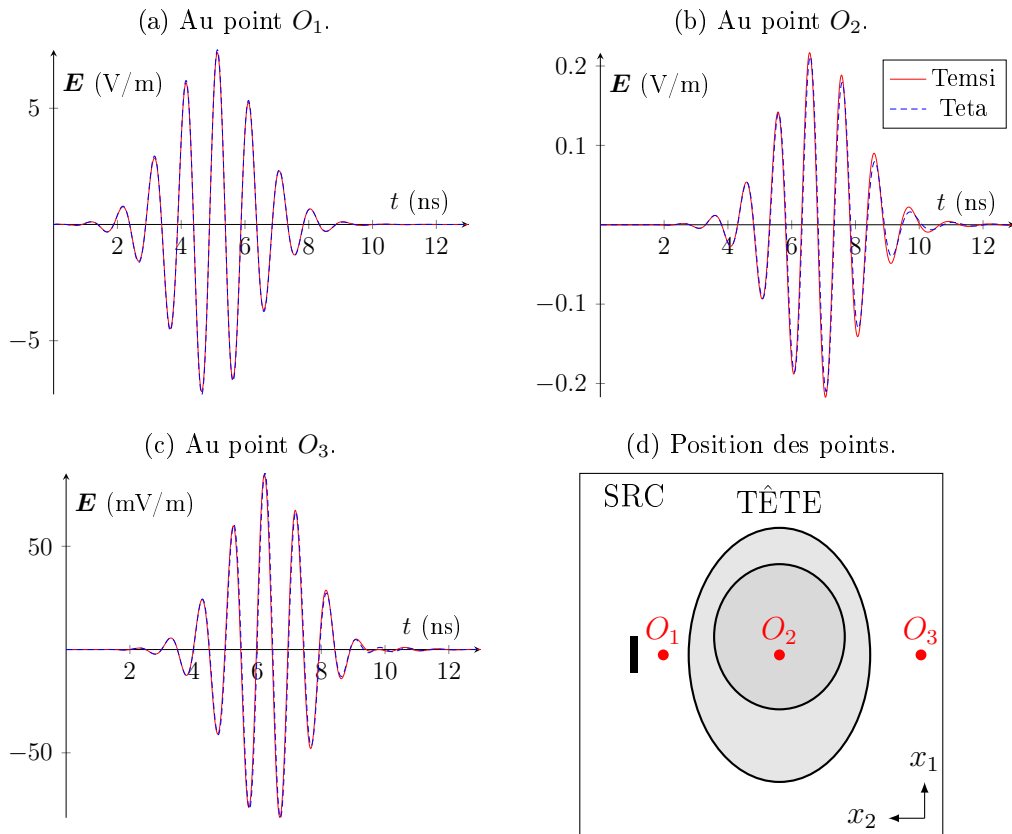 (a) Au point O₁.
E (V/m)
5
−5
t (ns)
2 4 6 8 10 12
(b) Au point O₂.
E (V/m)
0.2
0.1
−0.1
−0.2
Temsi
Teta
t (ns)
2 4 6 8 10 12
(c) Au point O₃.
E (mV/m)
50
−50
t (ns)
2 4 6 8 10 12
(d) Position des points.
SRC
TÊTE
O₁ O₂ O₃
x₁
x₂